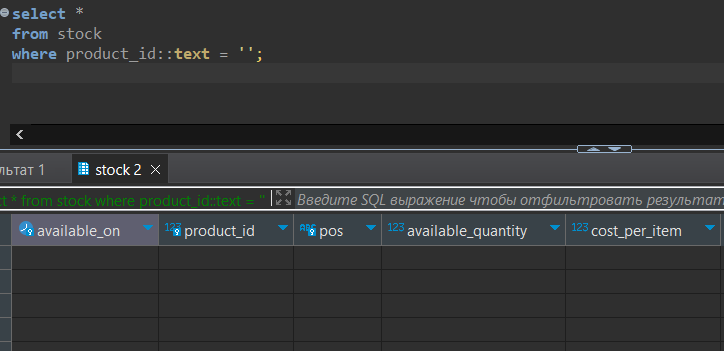 select *
from stock
where product_id::text = '';
льтат 1
stock 2
ct * from stock where product_id::text = '' Введите SQL выражение чтобы отфильтровать результат
available_on 123 product_id ABC pos 123 available_quantity 123 cost_per_item